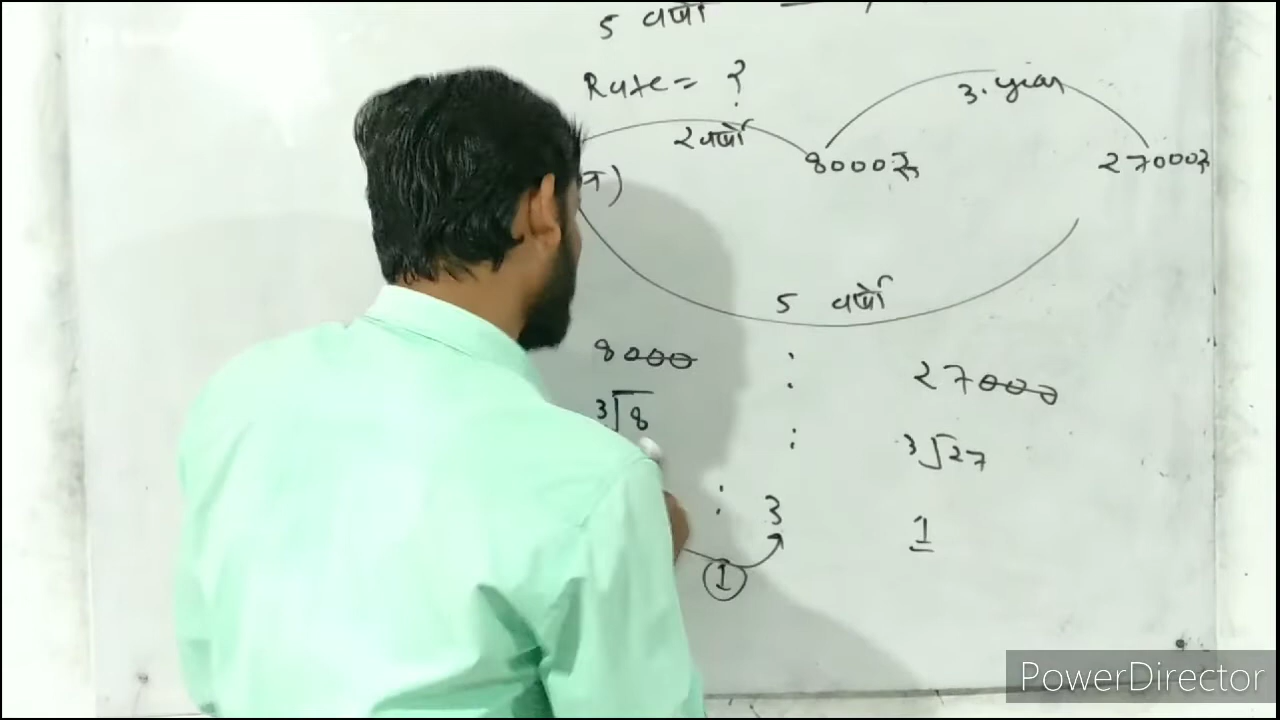 5 वर्षों
Rate = ?
3. year
2 वर्षो
8000रु
27000रु
न)
5 वर्षो
8000 : 27000
3√8 : 3√27
: 3
1
1
PowerDirector